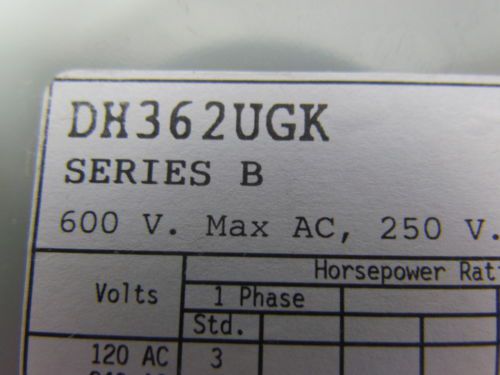 DH362UGK
SERIES B
600 V. Max AC, 250 V.
Horsepower Rat
Volts 1 Phase
Std.
120 AC 3